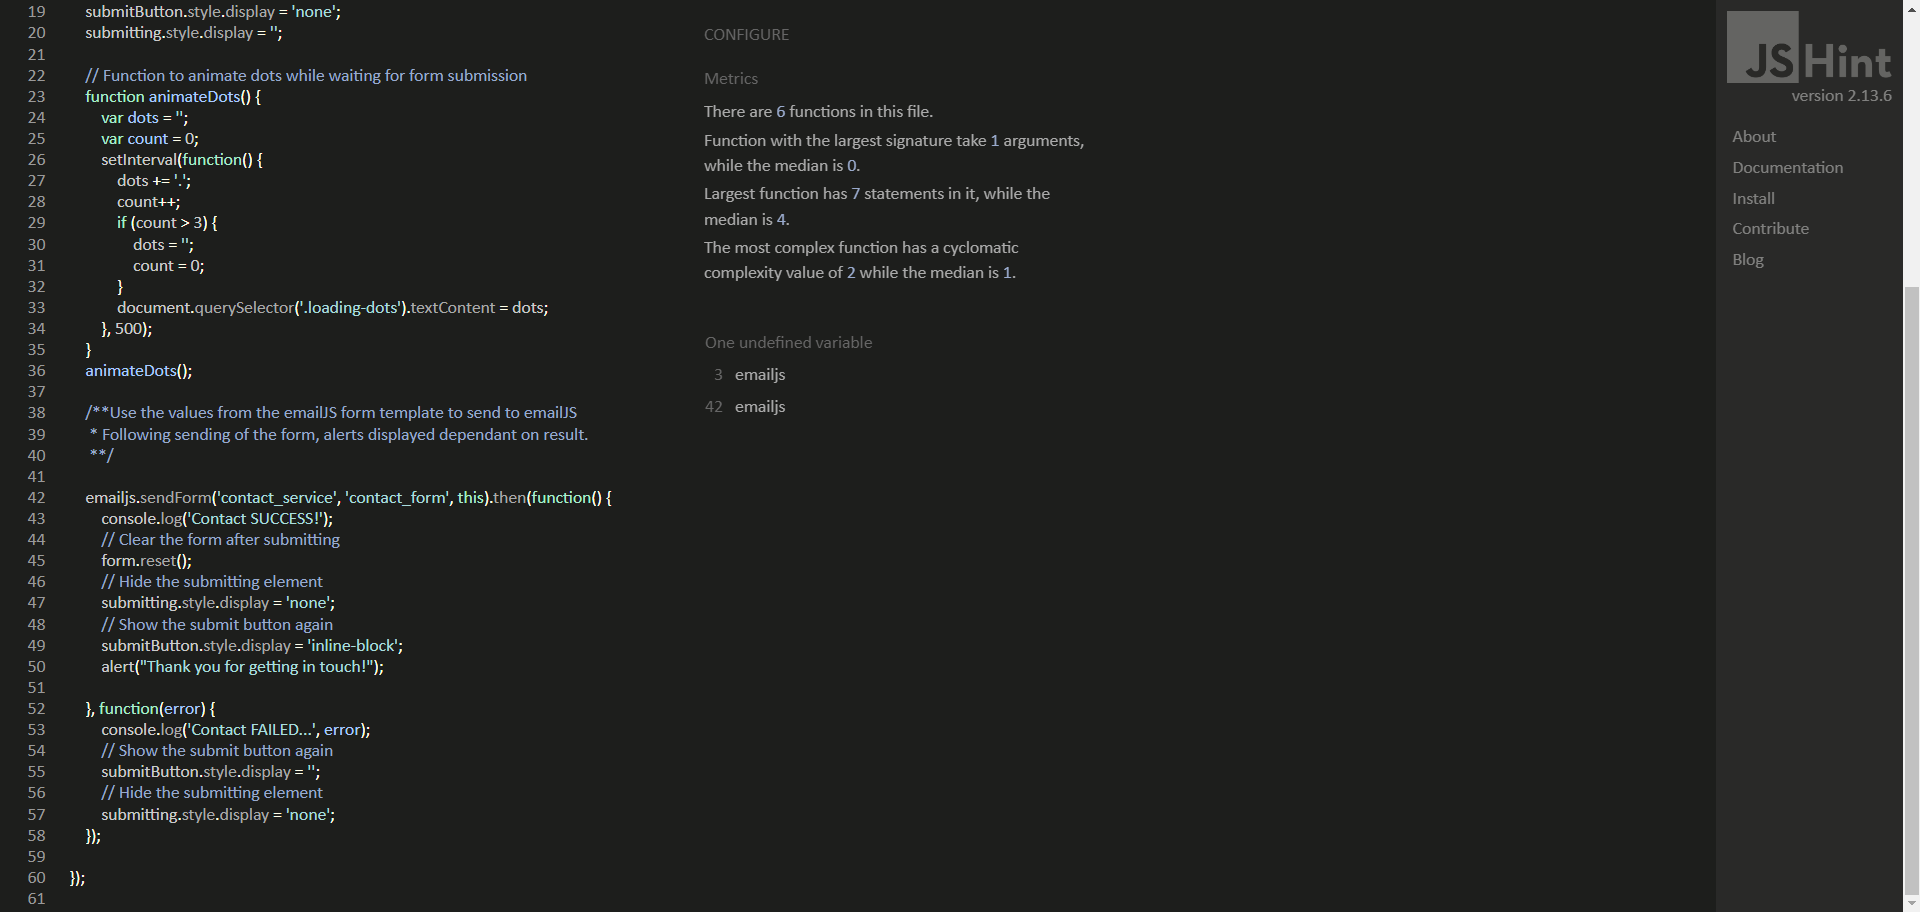 19 submitButton.style.display = 'none';
20 submitting.style.display = '';
21
22 // Function to animate dots while waiting for form submission
23 function animateDots() {
24 var dots = '';
25 var count = 0;
26 setInterval(function() {
27 dots += '.';
28 count++;
29 if (count > 3) {
30 dots = '';
31 count = 0;
32 }
33 document.querySelector('.loading-dots').textContent = dots;
34 }, 500);
35 }
36 animateDots();
37
38 /**Use the values from the emailJS form template to send to emailJS
39 * Following sending of the form, alerts displayed dependant on result.
40 **/
41
42 emailjs.sendForm('contact_service', 'contact_form', this).then(function() {
43 console.log('Contact SUCCESS!');
44 // Clear the form after submitting
45 form.reset();
46 // Hide the submitting element
47 submitting.style.display = 'none';
48 // Show the submit button again
49 submitButton.style.display = 'inline-block';
50 alert("Thank you for getting in touch!");
51
52 }, function(error) {
53 console.log('Contact FAILED...', error);
54 // Show the submit button again
55 submitButton.style.display = '';
56 // Hide the submitting element
57 submitting.style.display = 'none';
58 });
59
60 });
61
CONFIGURE
Metrics
There are 6 functions in this file.
Function with the largest signature take 1 arguments,
while the median is 0.
Largest function has 7 statements in it, while the
median is 4.
The most complex function has a cyclomatic
complexity value of 2 while the median is 1.
One undefined variable
3 emailjs
42 emailjs
JSHint
version 2.13.6
About
Documentation
Install
Contribute
Blog